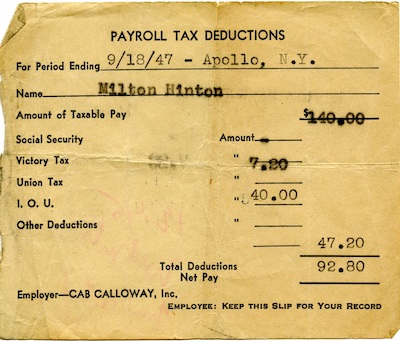 PAYROLL TAX DEDUCTIONS
For Period Ending 9/18/47 - Apollo, N.Y.
Name Milton Hinton
Amount of Taxable Pay $140.00
Social Security Amount -
Victory Tax " 7.20
Union Tax "
I. O. U. " 40.00
Other Deductions " 47.20
Total Deductions 92.80
Net Pay
Employer—CAB CALLOWAY, Inc.
EMPLOYEE: KEEP THIS SLIP FOR YOUR RECORD